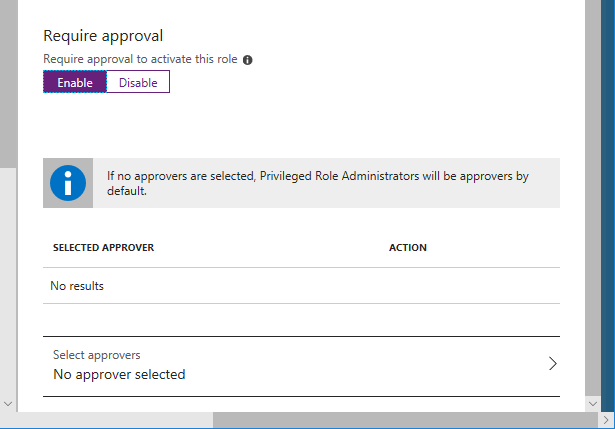 Require approval
Require approval to activate this role
Enable Disable
If no approvers are selected, Privileged Role Administrators will be approvers by
default.
SELECTED APPROVER ACTION
No results
Select approvers
No approver selected